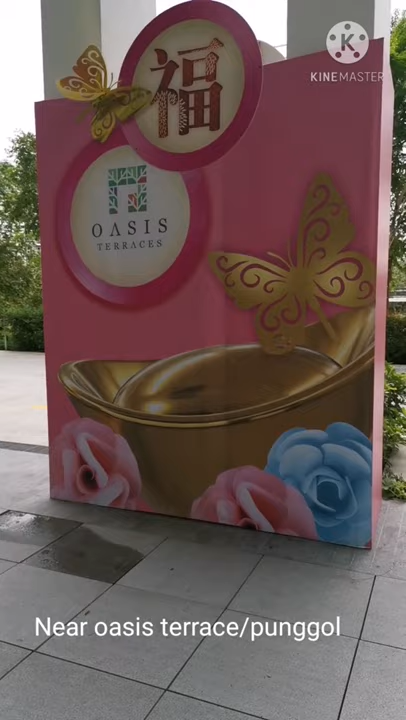 KINEMASTER
福
OASIS
TERRACES
Near oasis terrace/punggol